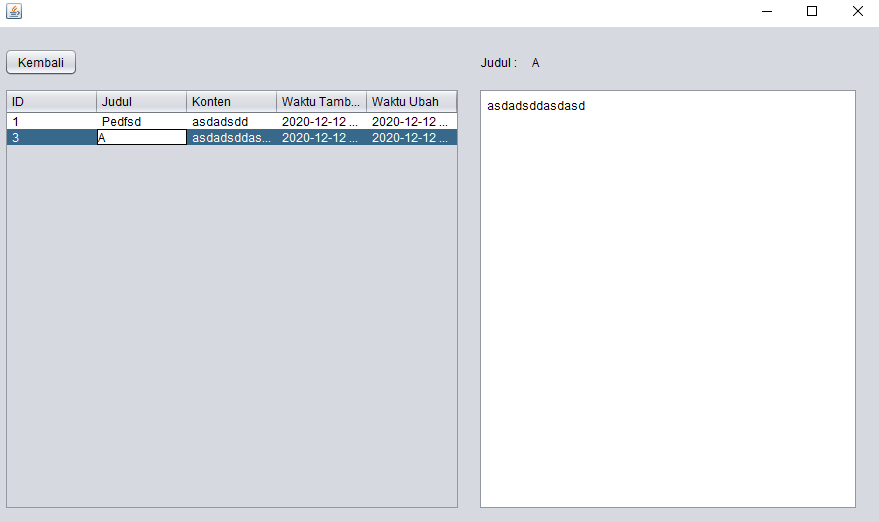 Kembali
Judul : A
ID Judul Konten Waktu Tamb... Waktu Ubah
1 Pedfsd asdadsdd 2020-12-12 ... 2020-12-12 ...
3 A asdadsddas... 2020-12-12 ... 2020-12-12 ...
asdadsddasdasd